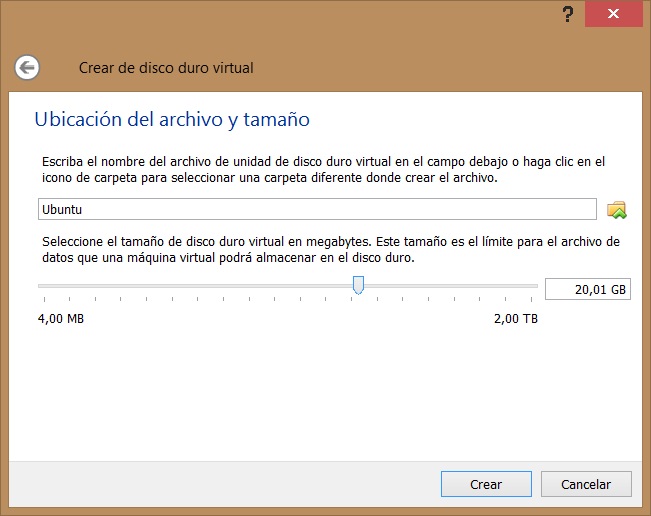 ?
Crear de disco duro virtual
Ubicación del archivo y tamaño
Escriba el nombre del archivo de unidad de disco duro virtual en el campo debajo o haga clic en el
icono de carpeta para seleccionar una carpeta diferente donde crear el archivo.
Ubuntu
Seleccione el tamaño de disco duro virtual en megabytes. Este tamaño es el límite para el archivo de
datos que una máquina virtual podrá almacenar en el disco duro.
20,01 GB
4,00 MB 2,00 TB
Crear Cancelar